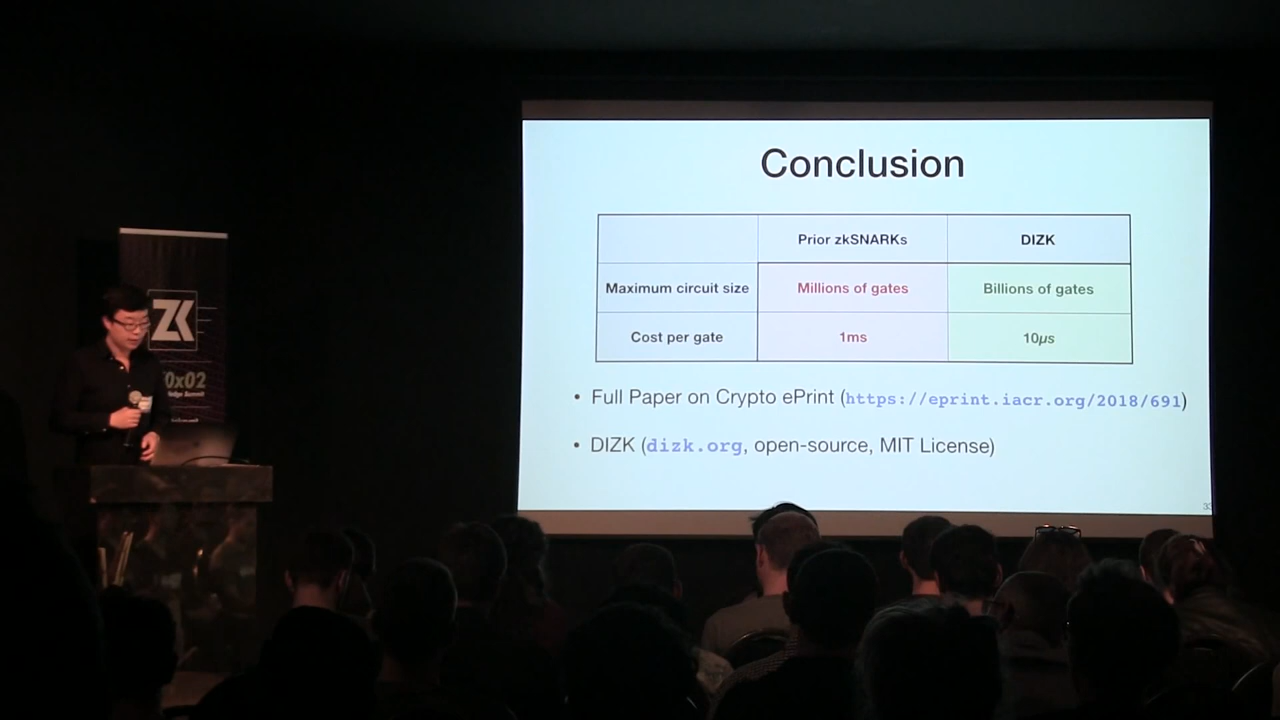 Conclusion
Prior zkSNARKs DIZK
Maximum circuit size Millions of gates Billions of gates
Cost per gate 1ms 10µs
• Full Paper on Crypto ePrint (https://eprint.iacr.org/2018/691)
• DIZK (dizk.org, open-source, MIT License)
ZK
0x02
Summit